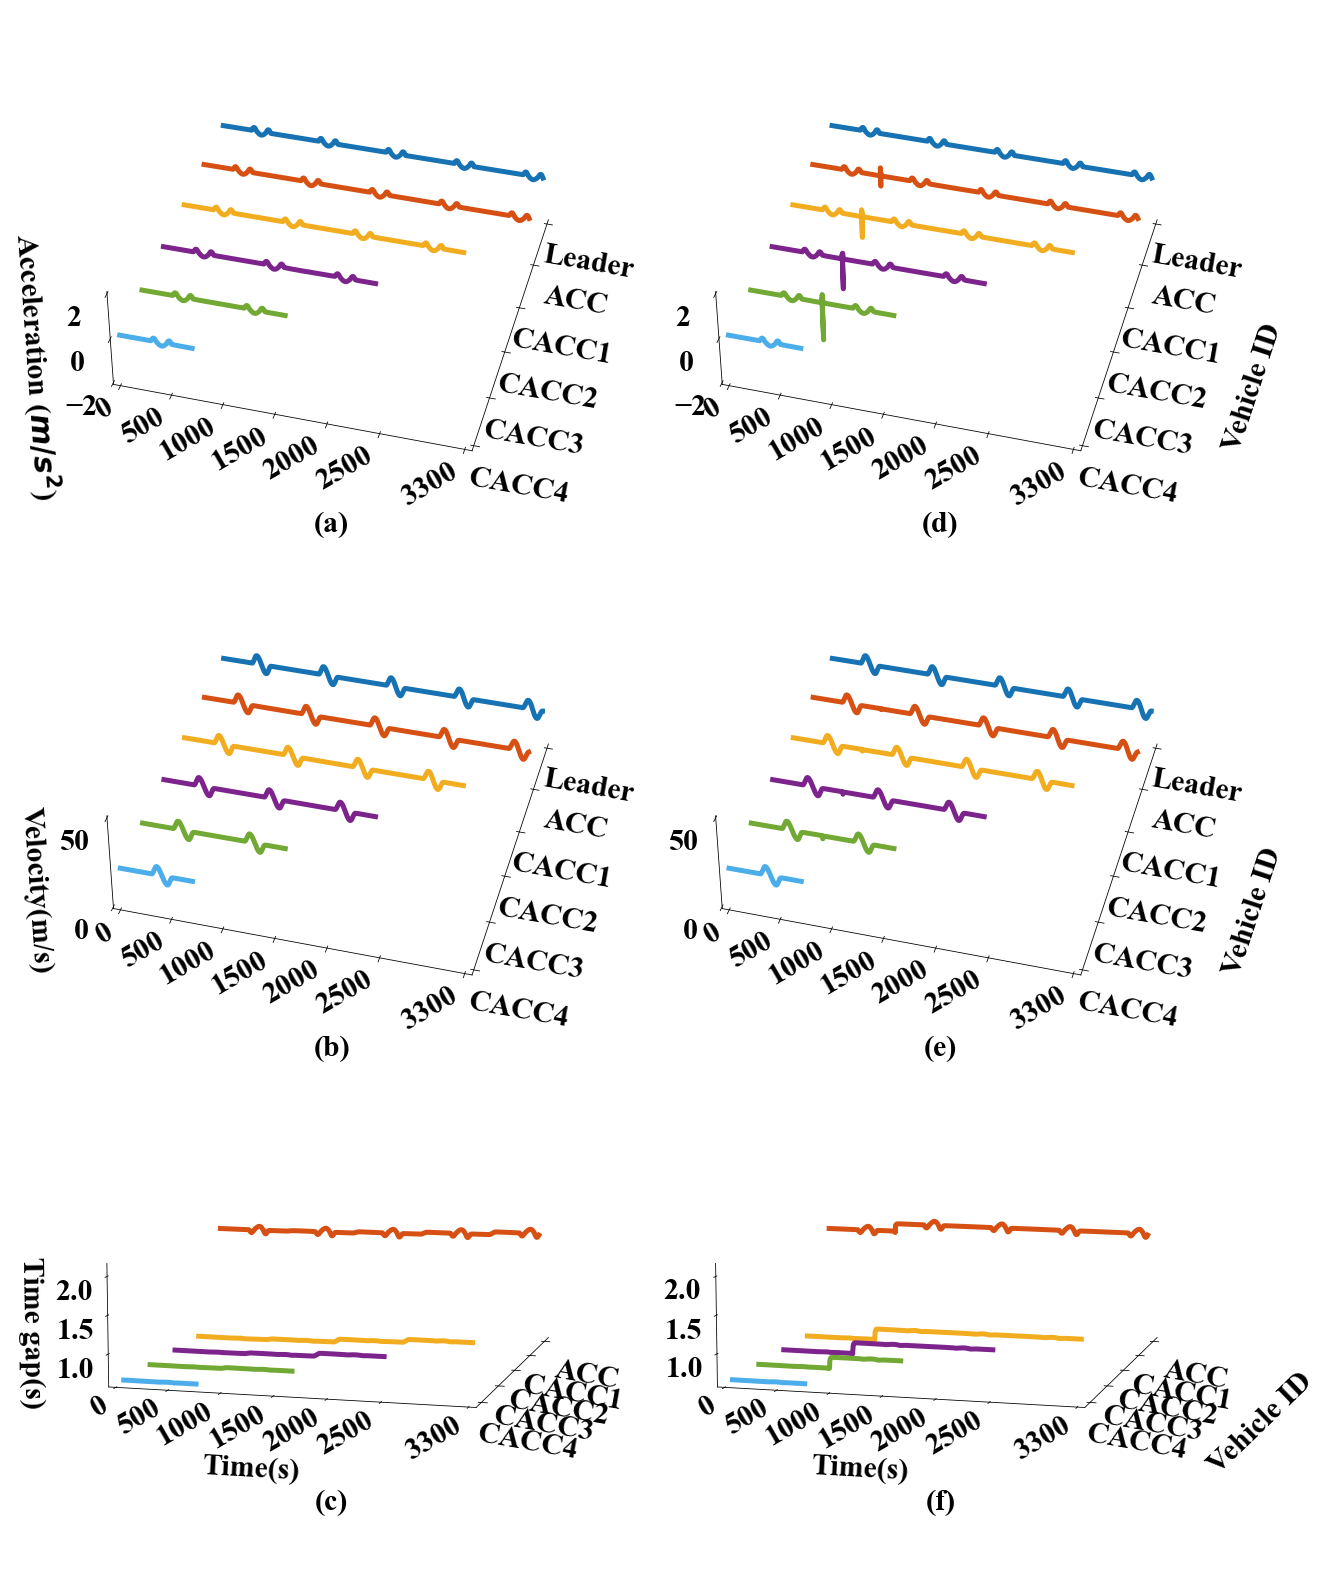 Acceleration (m/s²)
2
0
−2
0
500
1000
1500
2000
2500
3300
Leader
ACC
CACC1
CACC2
CACC3
CACC4
(a)
2
0
−2
0
500
1000
1500
2000
2500
3300
Leader
ACC
CACC1
CACC2
CACC3
CACC4
Vehicle ID
(d)
Velocity(m/s)
50
0
0
500
1000
1500
2000
2500
3300
Leader
ACC
CACC1
CACC2
CACC3
CACC4
(b)
50
0
0
500
1000
1500
2000
2500
3300
Leader
ACC
CACC1
CACC2
CACC3
CACC4
Vehicle ID
(e)
Time gap(s)
2.0
1.5
1.0
0
500
1000
1500
2000
2500
3300
ACC
CACC1
CACC2
CACC3
CACC4
Time(s)
(c)
2.0
1.5
1.0
0
500
1000
1500
2000
2500
3300
ACC
CACC1
CACC2
CACC3
CACC4
Vehicle ID
Time(s)
(f)